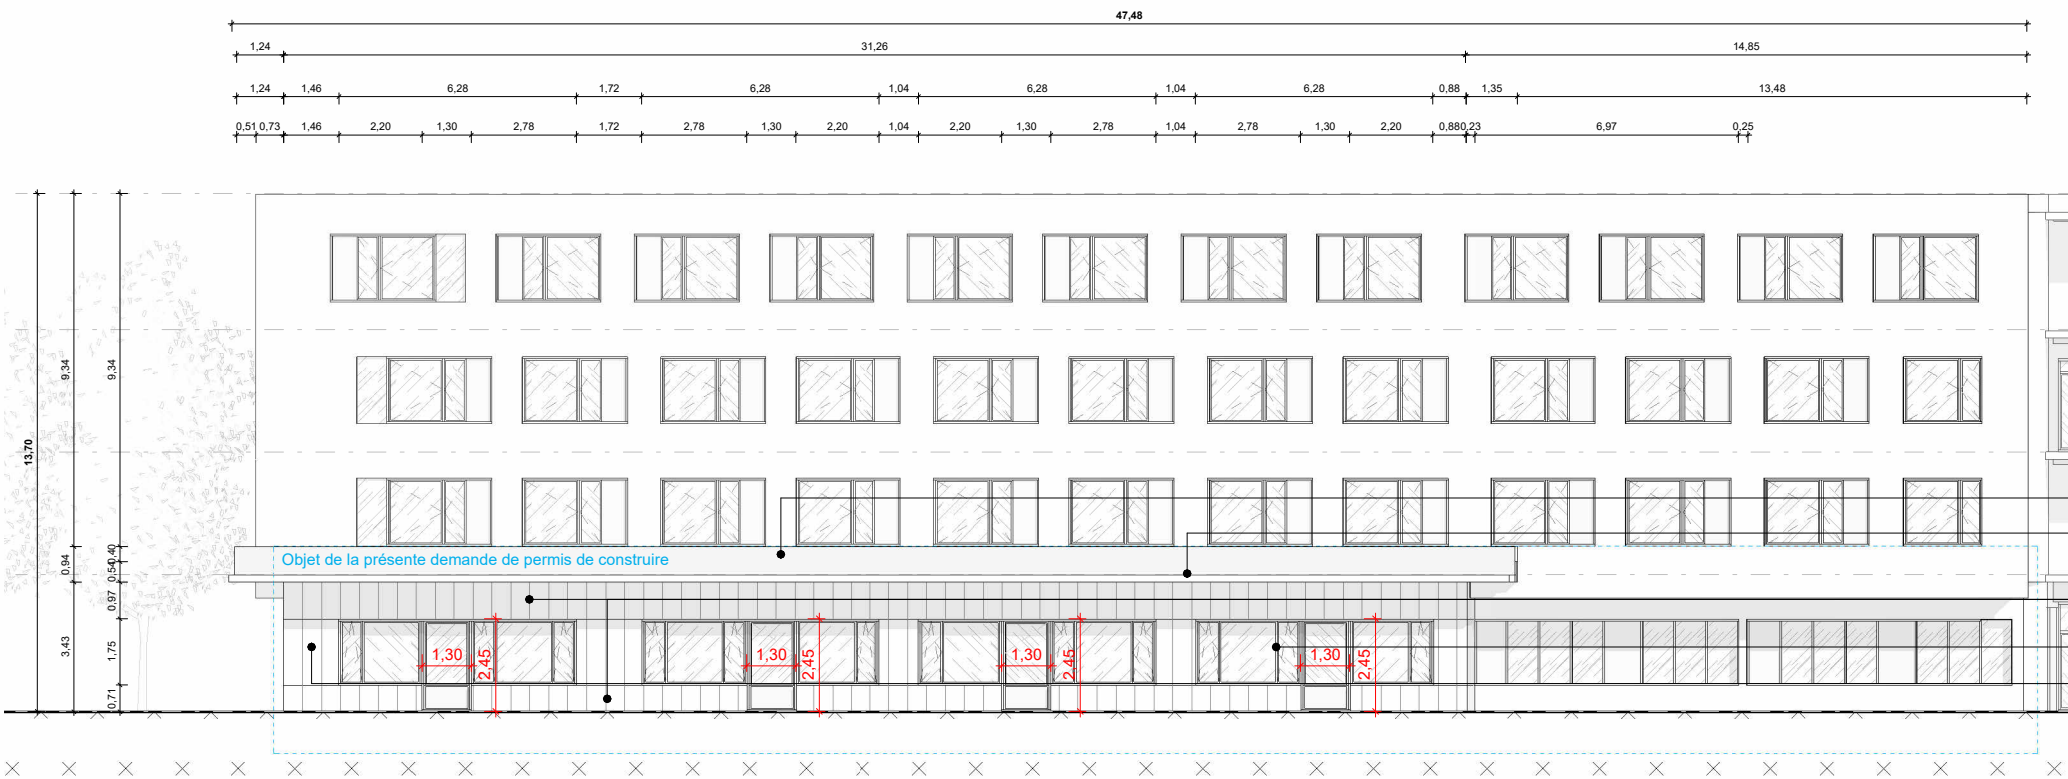 47,48
1,24 31,26 14,85
1,24 1,46 6,28 1,72 6,28 1,04 6,28 1,04 6,28 0,88 1,35 13,48
0,51 0,73 1,46 2,20 1,30 2,78 1,72 2,78 1,30 2,20 1,04 2,20 1,30 2,78 1,04 2,78 1,30 2,20 0,88 0,23 6,97 0,25
13,70
9,34
0,94
3,43
9,34
0,40
0,54
0,97
1,75
0,71
Objet de la présente demande de permis de construire
1,30 2,45 1,30 2,45 1,30 2,45 1,30 2,45